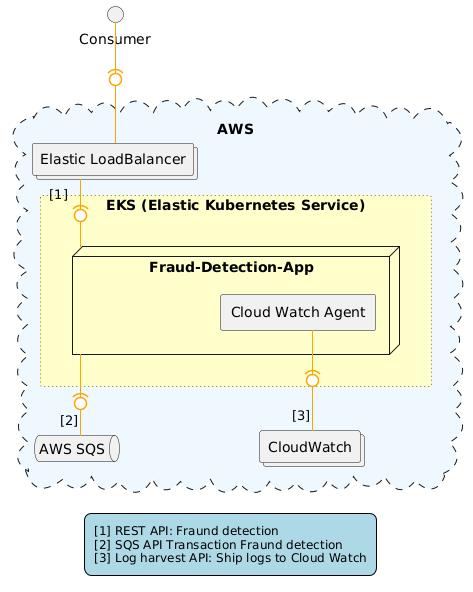 Consumer
AWS
Elastic LoadBalancer
[1]
EKS (Elastic Kubernetes Service)
Fraud-Detection-App
Cloud Watch Agent
[2]
[3]
AWS SQS
CloudWatch
[1] REST API: Fraund detection
[2] SQS API Transaction Fraund detection
[3] Log harvest API: Ship logs to Cloud Watch